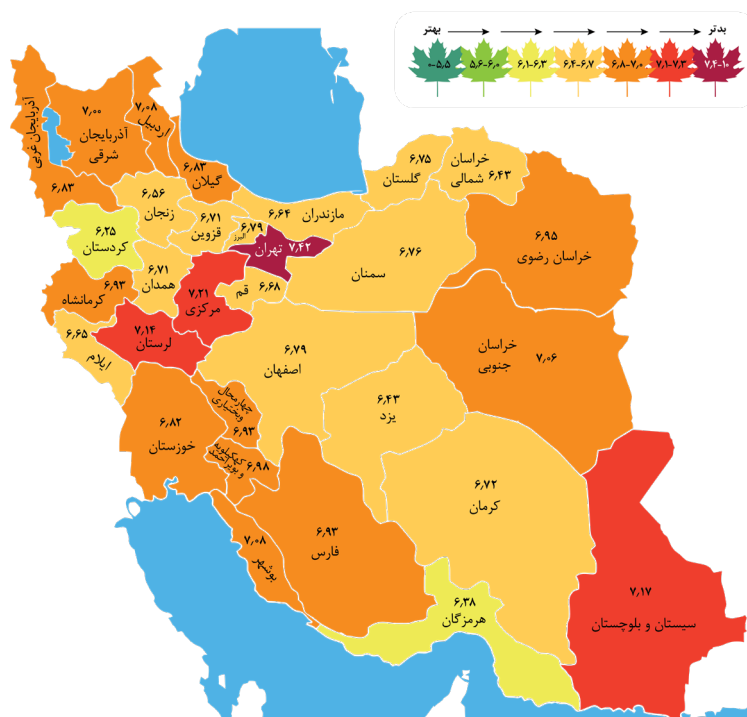 بهتر
بدتر
۰-۵٫۵
۵٫۶-۶٫۰
۶٫۱-۶٫۳
۶٫۴-۶٫۷
۶٫۸-۷٫۰
۷٫۱-۷٫۳
۷٫۴-۱۰
آذربایجان غربی
۶٫۸۳
۷٫۰۰
آذربایجان
شرقی
۷٫۰۸
اردبیل
۶٫۸۳
گیلان
۶٫۷۵
گلستان
خراسان
شمالی
۶٫۴۳
۶٫۵۶
زنجان
۶٫۷۱
قزوین
۶٫۷۹
البرز
۶٫۶۴
مازندران
۶٫۲۵
کردستان
تهران
۷٫۴۲
۶٫۷۶
سمنان
۶٫۹۵
خراسان رضوی
۶٫۹۳
کرمانشاه
۶٫۷۱
همدان
۷٫۲۱
مرکزی
قم
۶٫۶۸
۶٫۶۵
ایلام
۷٫۱۴
لرستان
۶٫۷۹
اصفهان
خراسان
جنوبی
۷٫۰۶
۶٫۸۲
خوزستان
چهارمحال
وبختیاری
۶٫۹۳
۶٫۴۳
یزد
کهکیلویه
و بویراحمد
۶٫۹۸
۶٫۷۲
کرمان
۷٫۰۸
بوشهر
۶٫۹۳
فارس
۶٫۳۸
هرمزگان
۷٫۱۷
سیستان و بلوچستان